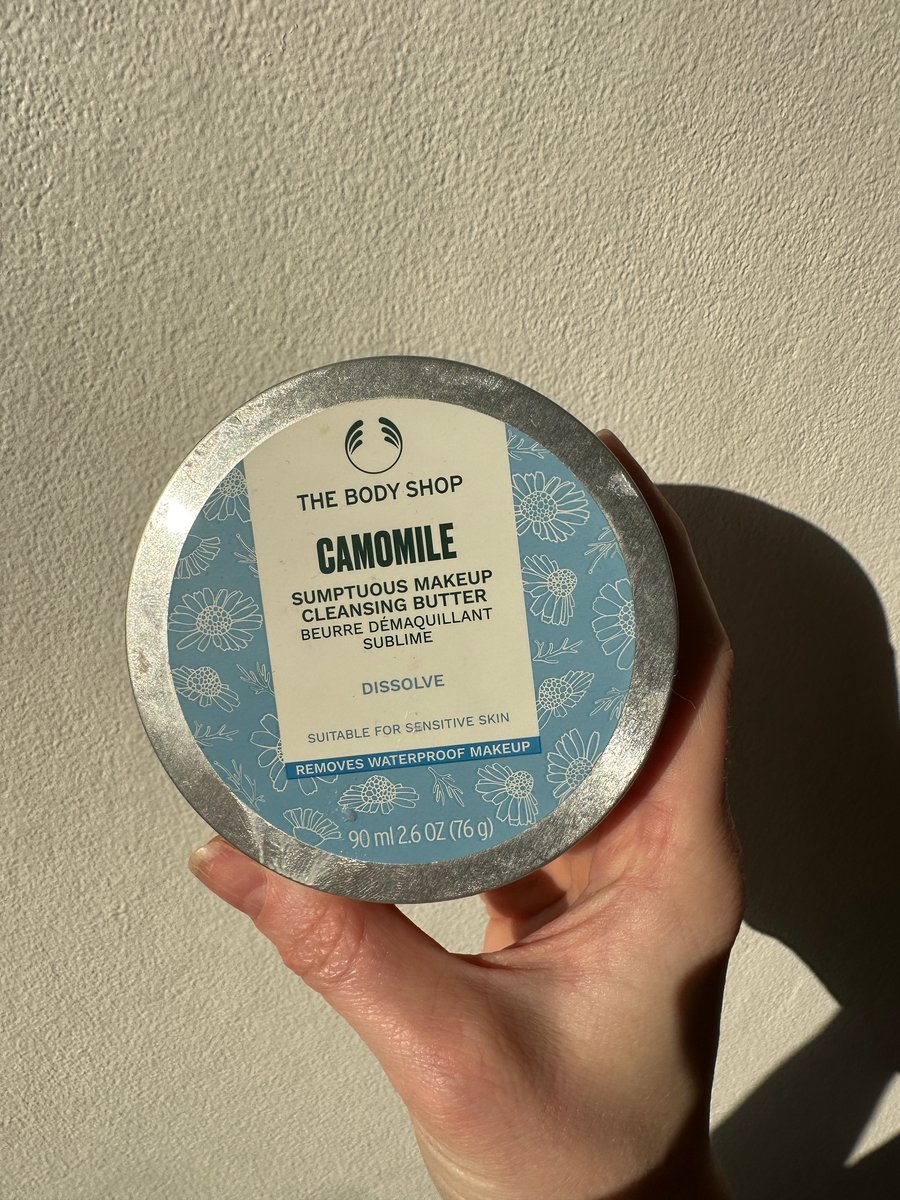 THE BODY SHOP
CAMOMILE
SUMPTUOUS MAKEUP
CLEANSING BUTTER
BEURRE DÉMAQUILLANT
SUBLIME
DISSOLVE
SUITABLE FOR SENSITIVE SKIN
REMOVES WATERPROOF MAKEUP
90 ml 2.6 OZ (76 g)